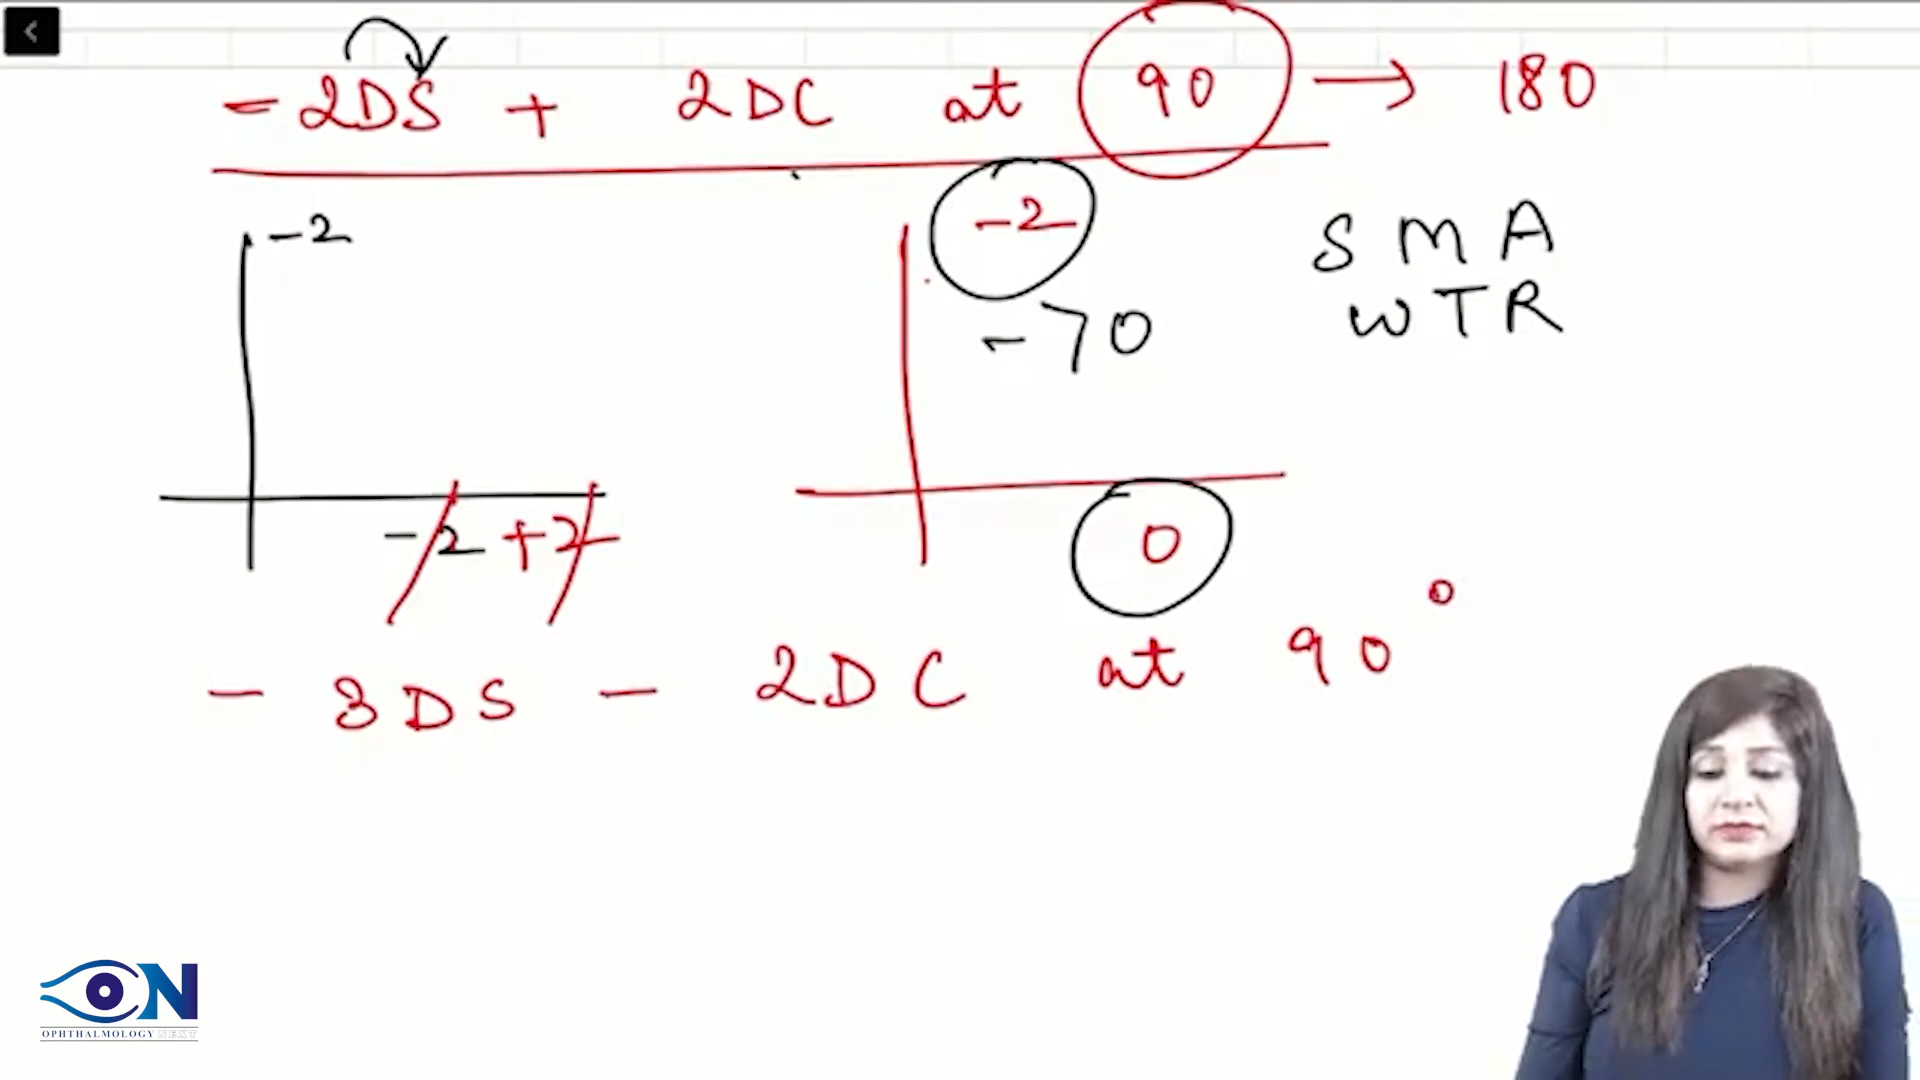 -2DS + 2DC at 90 → 180
-2
-2
SMA
WTR
-70
-2 +2
0
- 3DS - 2DC at 90°
ON
OPHTHALMOLOGY NEXT